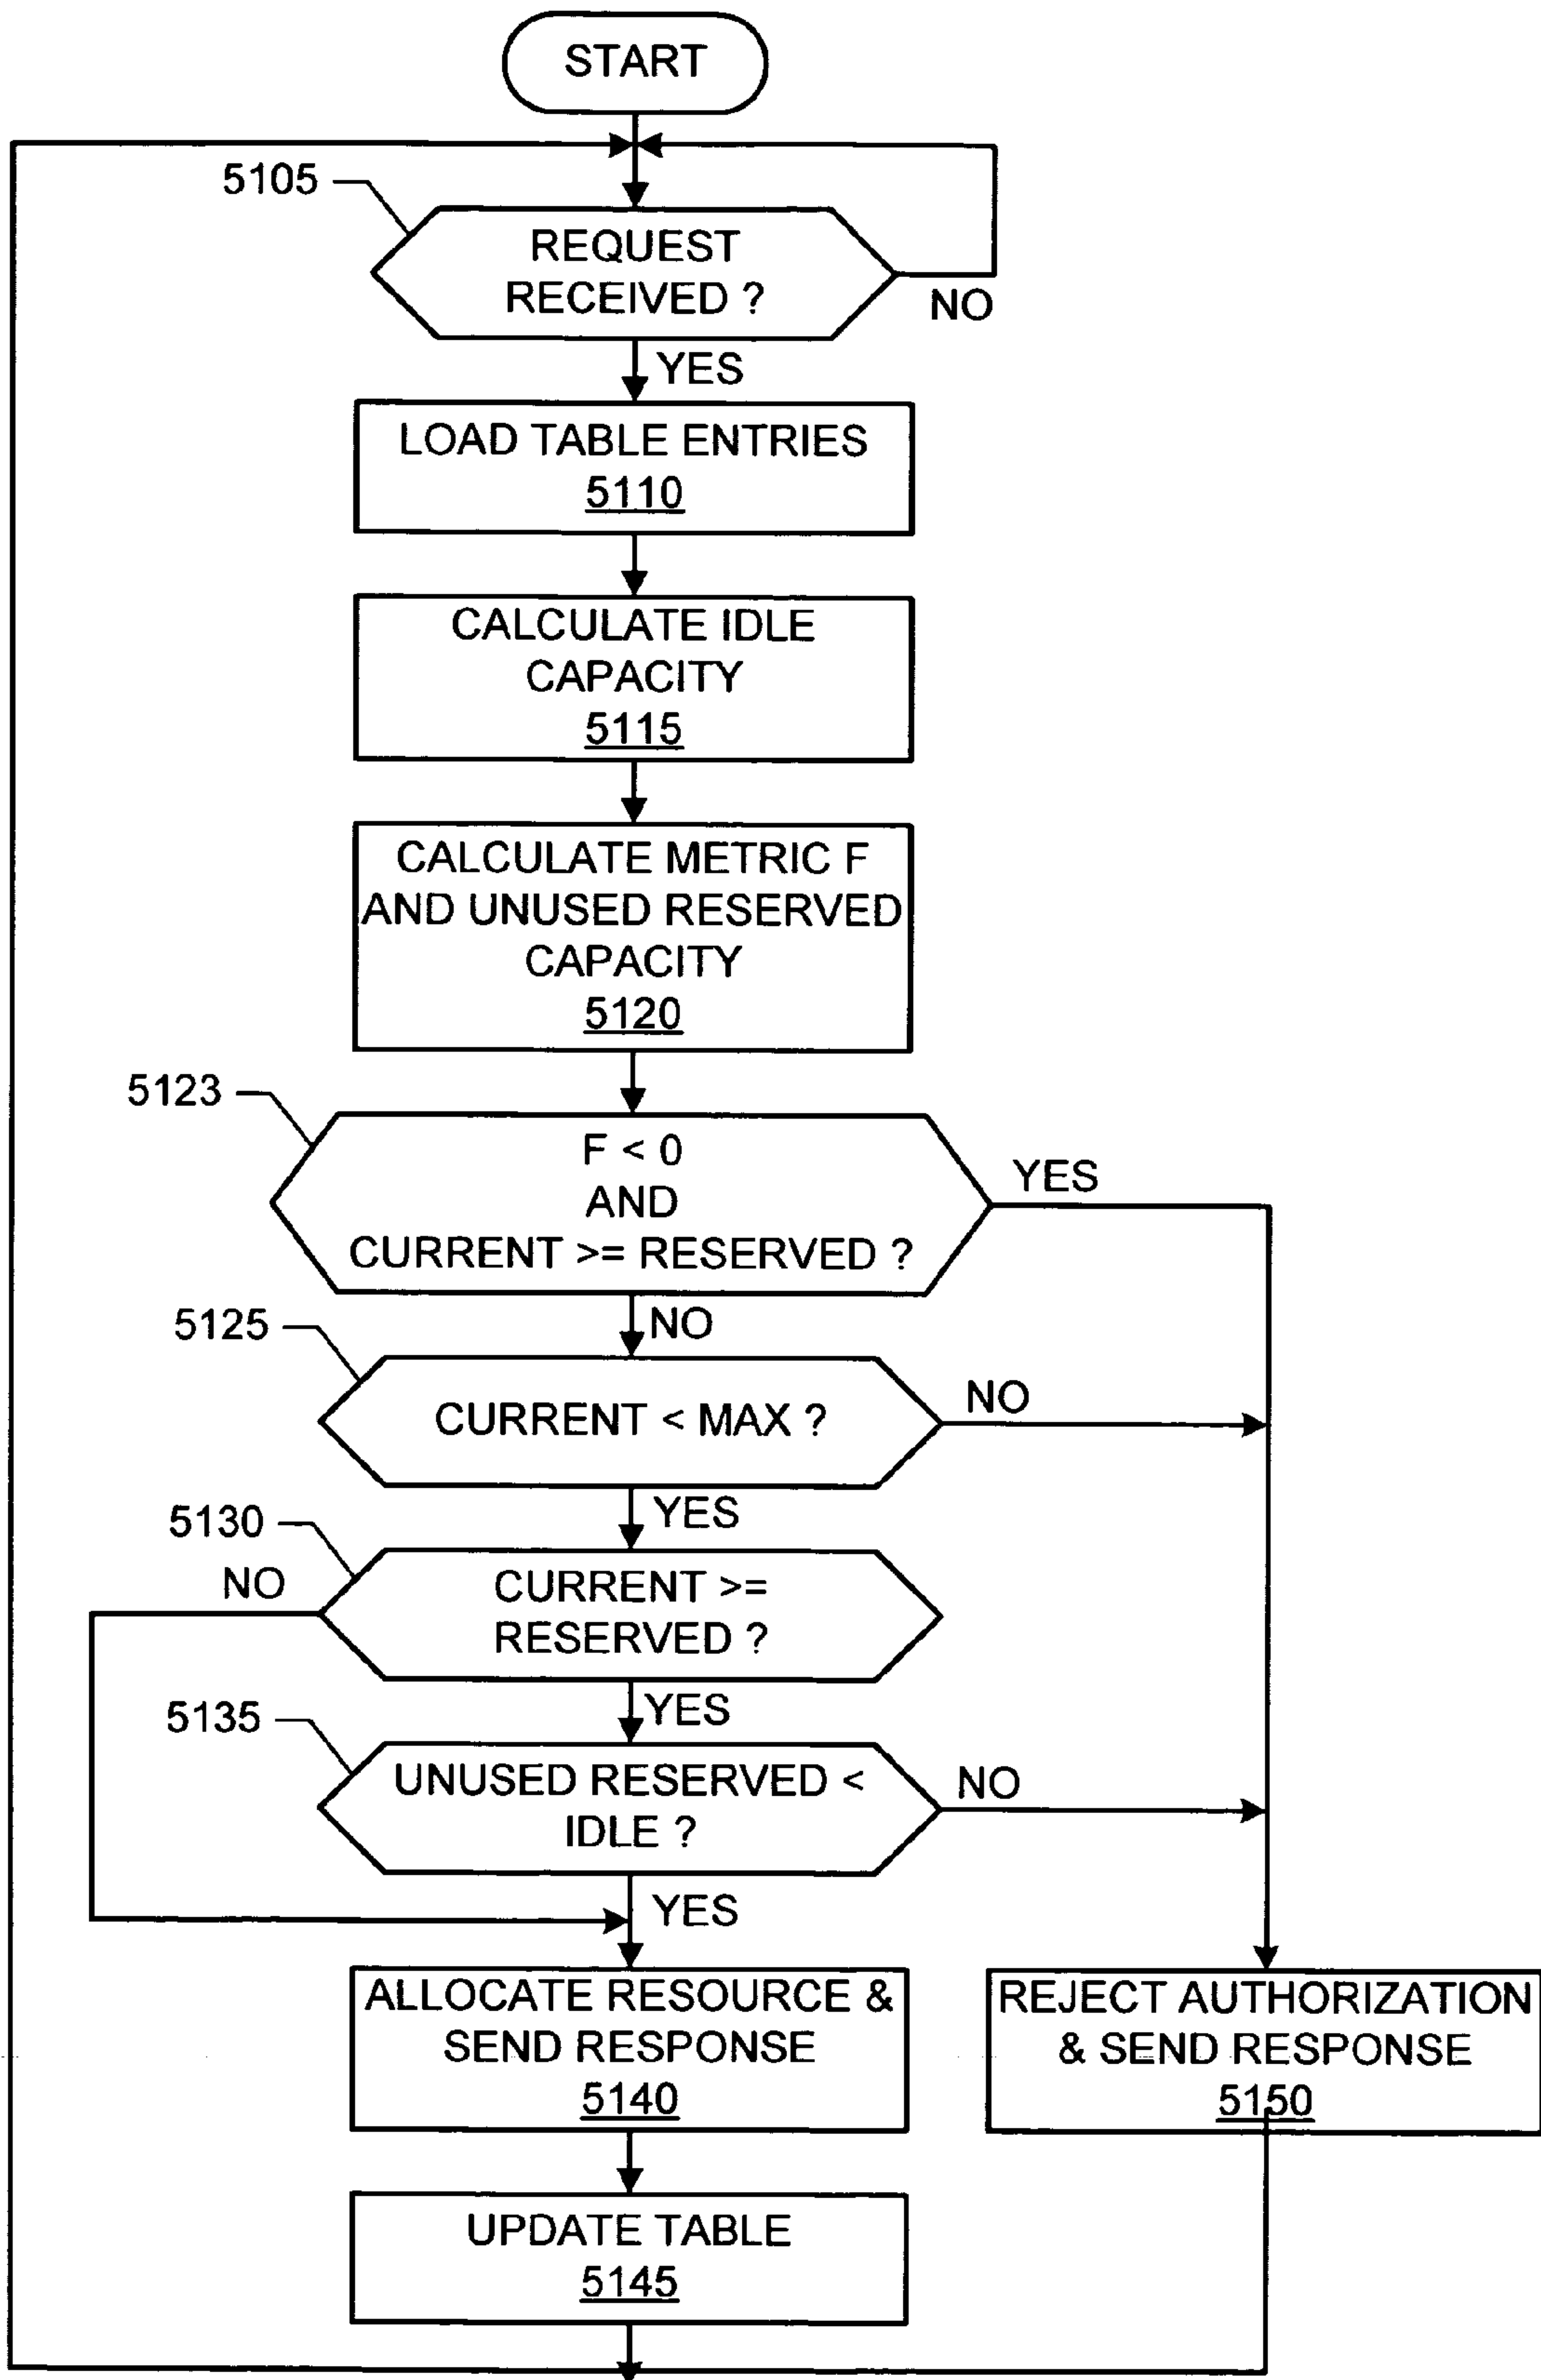 START
5105
REQUEST
RECEIVED ?
NO
YES
LOAD TABLE ENTRIES
5110
CALCULATE IDLE
CAPACITY
5115
CALCULATE METRIC F
AND UNUSED RESERVED
CAPACITY
5120
5123
F < 0
AND
CURRENT >= RESERVED ?
YES
NO
5125
CURRENT < MAX ?
NO
YES
5130
NO
CURRENT >=
RESERVED ?
YES
5135
UNUSED RESERVED <
IDLE ?
NO
YES
ALLOCATE RESOURCE &
SEND RESPONSE
5140
REJECT AUTHORIZATION
& SEND RESPONSE
5150
UPDATE TABLE
5145